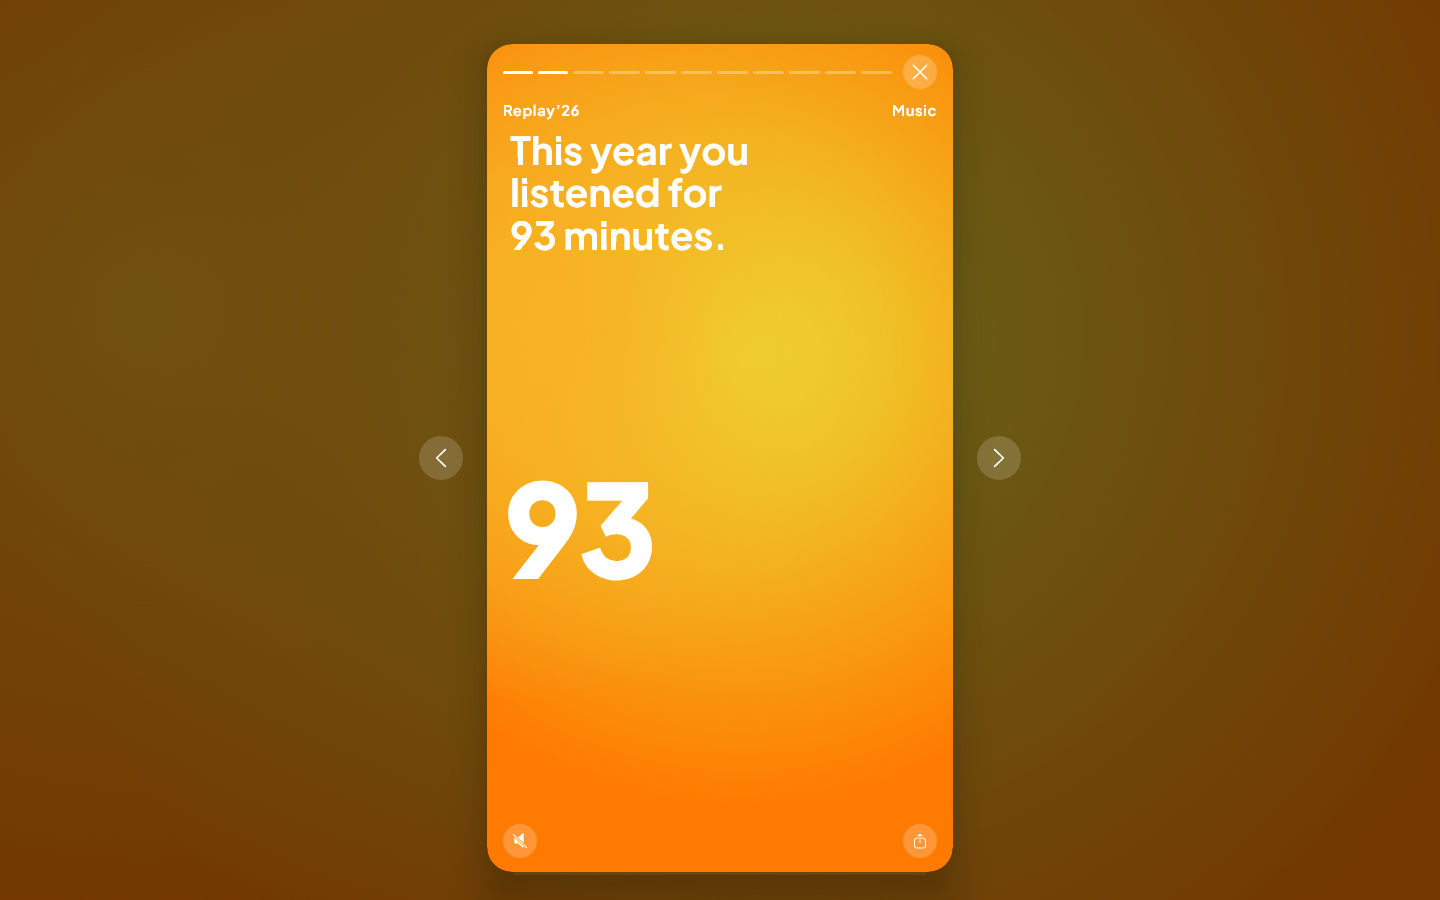 Replay’26
Music
This year you
listened for
93 minutes.
93